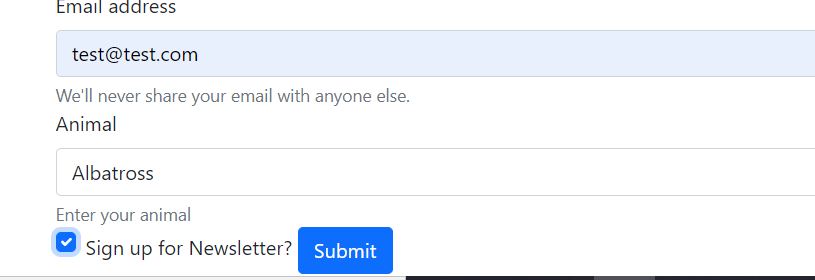 Email address
test@test.com
We'll never share your email with anyone else.
Animal
Albatross
Enter your animal
Sign up for Newsletter? Submit